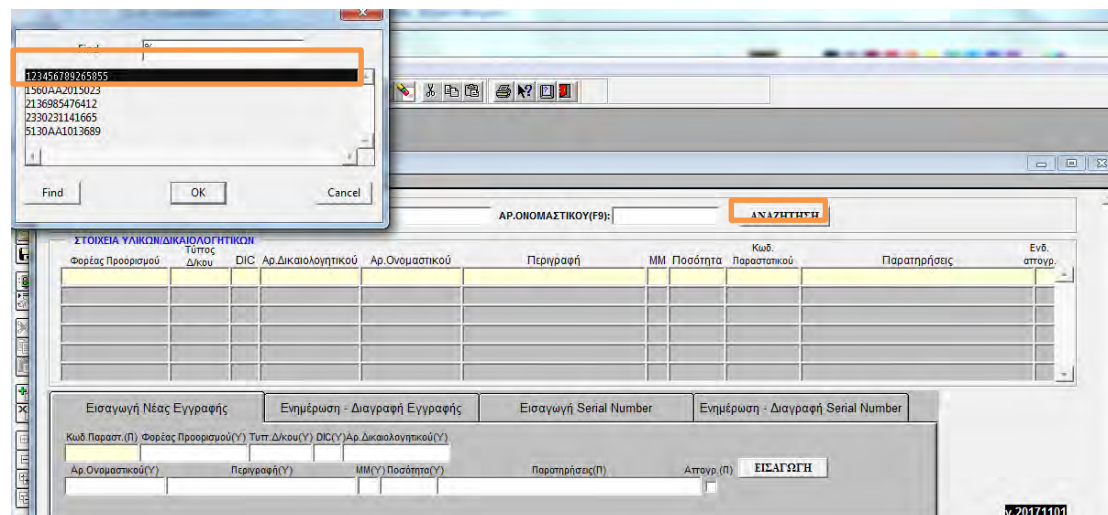 Find %
123456789265855
1560AA2015023
2136985476412
2330231141665
5130AA1013689
Find OK Cancel
ΑΡ.ΟΝΟΜΑΣΤΙΚΟΥ(F9): ΑΝΑΖΗΤΗΣΗ
ΣΤΟΙΧΕΙΑ ΥΛΙΚΩΝ/ΔΙΚΑΙΟΛΟΓΗΤΙΚΩΝ
Φορέας Προορισμού Τύπος Δ/κου DIC Αρ.Δικαιολογητικού Αρ.Ονομαστικού Περιγραφή ΜΜ Ποσότητα Κωδ. Παραστατικού Παρατηρήσεις Ενδ. απογρ.
Εισαγωγή Νέας Εγγραφής Ενημέρωση - Διαγραφή Εγγραφής Εισαγωγή Serial Number Ενημέρωση - Διαγραφή Serial Number
Κωδ Παραστ.(Π) Φορέας Προορισμού(Υ) Τυπ.Δ/κου(Υ) DIC(Υ) Αρ.Δικαιολογητικού(Υ)
Αρ.Ονομαστικού(Υ) Περιγραφή(Υ) ΜΜ(Υ) Ποσότητα(Υ) Παρατηρήσεις(Π) Απογρ.(Π) ΕΙΣΑΓΩΓΗ
v.20171101